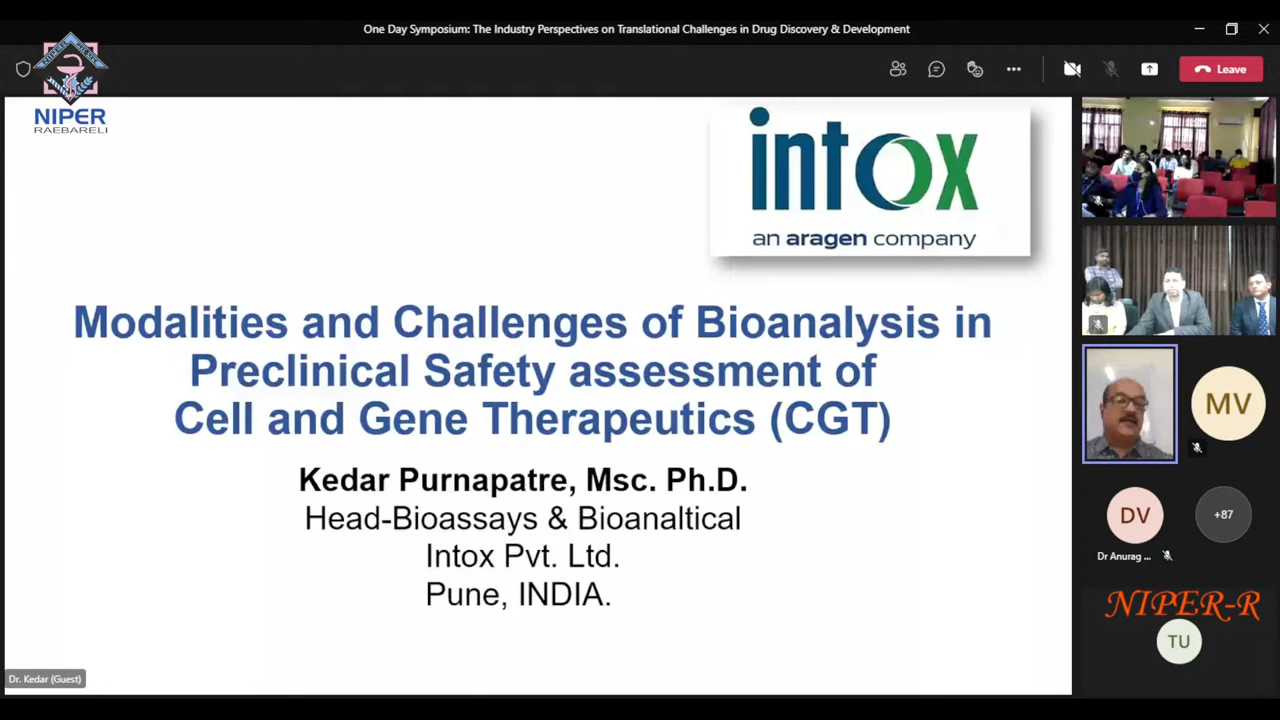 One Day Symposium: The Industry Perspectives on Translational Challenges in Drug Discovery & Development
Leave
NIPER
RAEBARELI
intox
an aragen company
Modalities and Challenges of Bioanalysis in
Preclinical Safety assessment of
Cell and Gene Therapeutics (CGT)
Kedar Purnapatre, Msc. Ph.D.
Head-Bioassays & Bioanaltical
Intox Pvt. Ltd.
Pune, INDIA.
Dr. Kedar (Guest)
MV
DV
+87
Dr Anurag ...
NIPER-R
TU